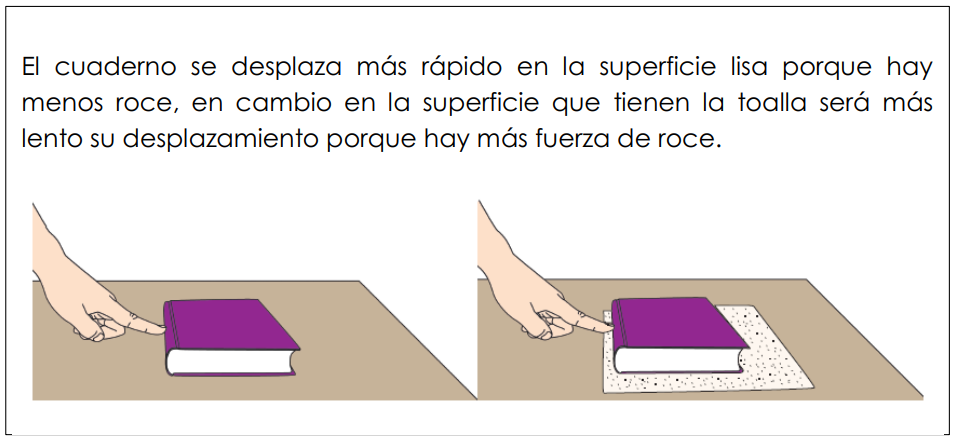 El cuaderno se desplaza más rápido en la superficie lisa porque hay
menos roce, en cambio en la superficie que tienen la toalla será más
lento su desplazamiento porque hay más fuerza de roce.